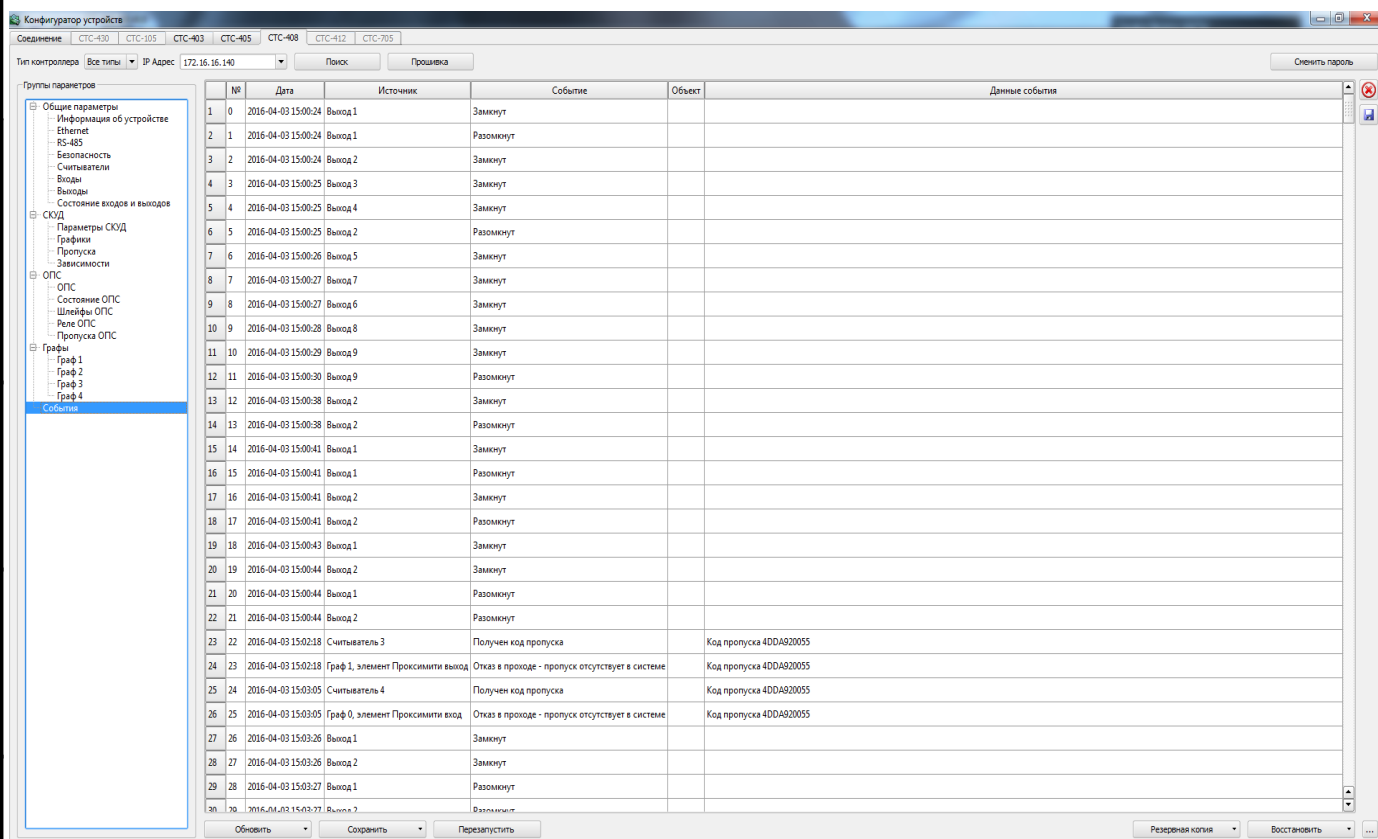 Конфигуратор устройств
Соединение СТС-430 СТС-105 СТС-403 СТС-405 СТС-408 СТС-412 СТС-705
Тип контроллера Все типы IP Адрес 172.16.16.140 Поиск Прошивка Сменить пароль
Группы параметров
Общие параметры
Информация об устройстве
Ethernet
RS-485
Безопасность
Считыватели
Входы
Выходы
Состояние входов и выходов
СКУД
Параметры СКУД
Графики
Пропуска
Зависимости
ОПС
ОПС
Состояние ОПС
Шлейфы ОПС
Реле ОПС
Пропуска ОПС
Графы
Граф 1
Граф 2
Граф 3
Граф 4
События
№ Дата Источник Событие Объект Данные события
1 0 2016-04-03 15:00:24 Выход 1 Замкнут
2 1 2016-04-03 15:00:24 Выход 1 Разомкнут
3 2 2016-04-03 15:00:24 Выход 2 Замкнут
4 3 2016-04-03 15:00:25 Выход 3 Замкнут
5 4 2016-04-03 15:00:25 Выход 4 Замкнут
6 5 2016-04-03 15:00:25 Выход 2 Разомкнут
7 6 2016-04-03 15:00:26 Выход 5 Замкнут
8 7 2016-04-03 15:00:27 Выход 7 Замкнут
9 8 2016-04-03 15:00:27 Выход 6 Замкнут
10 9 2016-04-03 15:00:28 Выход 8 Замкнут
11 10 2016-04-03 15:00:29 Выход 9 Замкнут
12 11 2016-04-03 15:00:30 Выход 9 Разомкнут
13 12 2016-04-03 15:00:38 Выход 2 Замкнут
14 13 2016-04-03 15:00:38 Выход 2 Разомкнут
15 14 2016-04-03 15:00:41 Выход 1 Замкнут
16 15 2016-04-03 15:00:41 Выход 1 Разомкнут
17 16 2016-04-03 15:00:41 Выход 2 Замкнут
18 17 2016-04-03 15:00:41 Выход 2 Разомкнут
19 18 2016-04-03 15:00:43 Выход 1 Замкнут
20 19 2016-04-03 15:00:44 Выход 2 Замкнут
21 20 2016-04-03 15:00:44 Выход 1 Разомкнут
22 21 2016-04-03 15:00:44 Выход 2 Разомкнут
23 22 2016-04-03 15:02:18 Считыватель 3 Получен код пропуска Код пропуска 4DDA920055
24 23 2016-04-03 15:02:18 Граф 1, элемент Проксимити выход Отказ в проходе - пропуск отсутствует в системе Код пропуска 4DDA920055
25 24 2016-04-03 15:03:05 Считыватель 4 Получен код пропуска Код пропуска 4DDA920055
26 25 2016-04-03 15:03:05 Граф 0, элемент Проксимити вход Отказ в проходе - пропуск отсутствует в системе Код пропуска 4DDA920055
27 26 2016-04-03 15:03:26 Выход 1 Замкнут
28 27 2016-04-03 15:03:26 Выход 2 Замкнут
29 28 2016-04-03 15:03:27 Выход 1 Разомкнут
30 29 2016-04-03 15:03:27 Выход 2 Разомкнут
Обновить Сохранить Перезапустить Резервная копия Восстановить ...